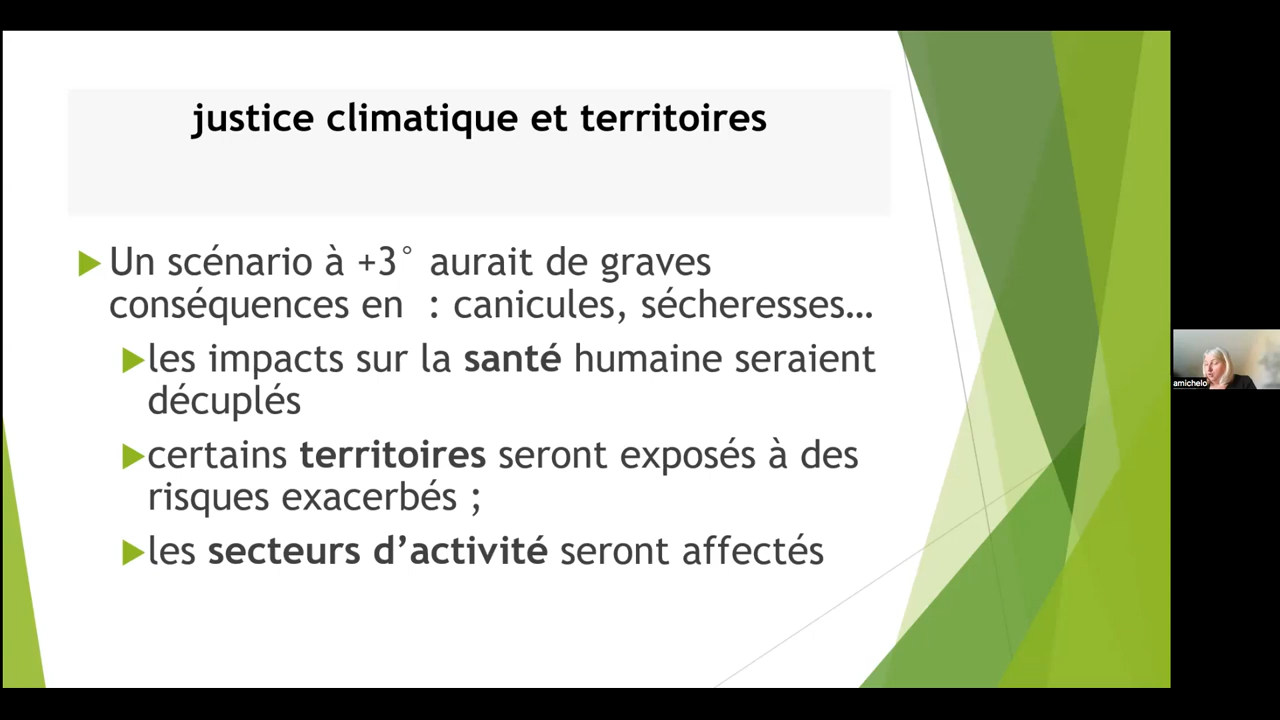 justice climatique et territoires
Un scénario à +3° aurait de graves
conséquences en  : canicules, sécheresses…
les impacts sur la santé humaine seraient
décuplés
certains territoires seront exposés à des
risques exacerbés ;
les secteurs d’activité seront affectés
amichelo